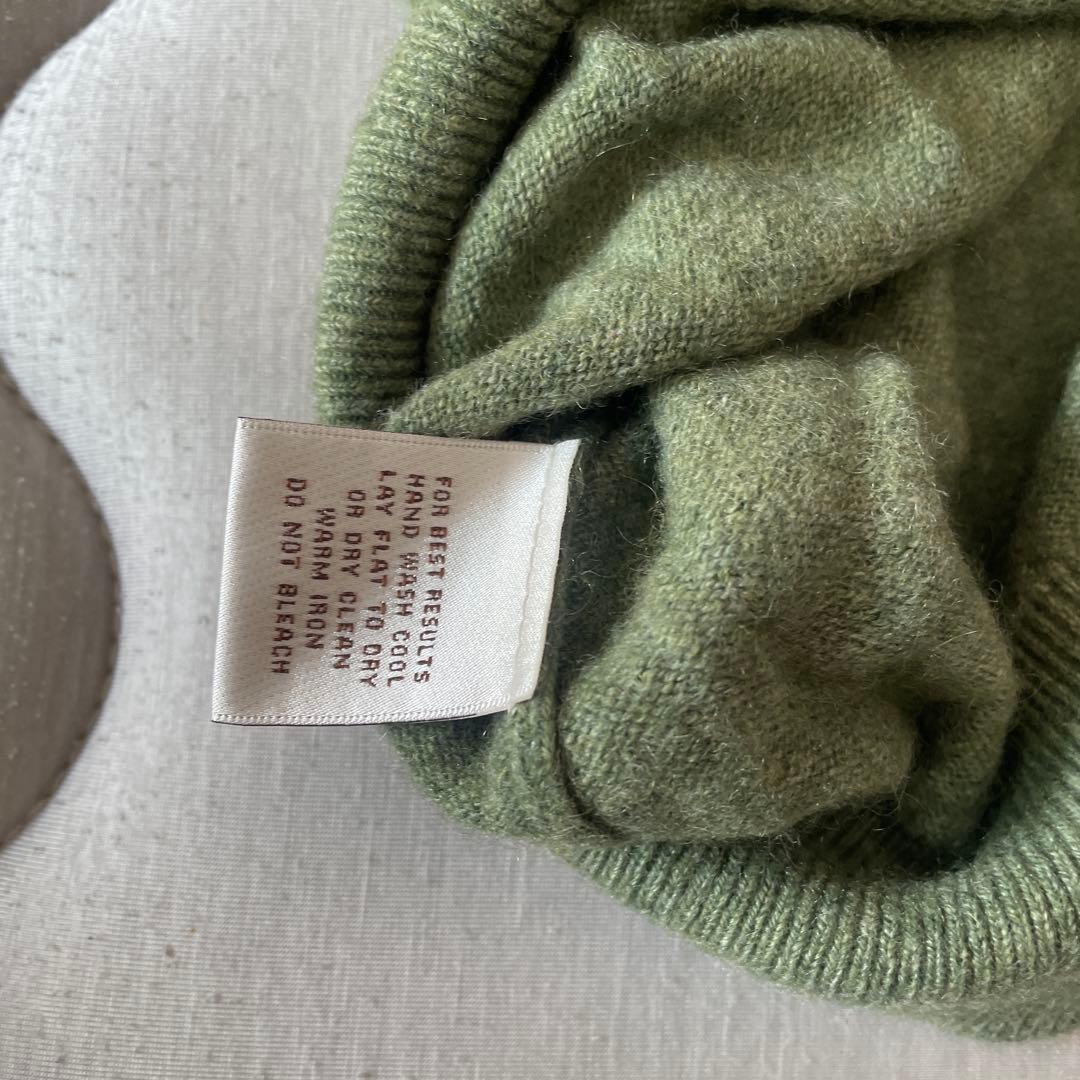 FOR BEST RESULTS
HAND WASH COOL
LAY FLAT TO DRY
OR DRY CLEAN
WARM IRON
DO NOT BLEACH